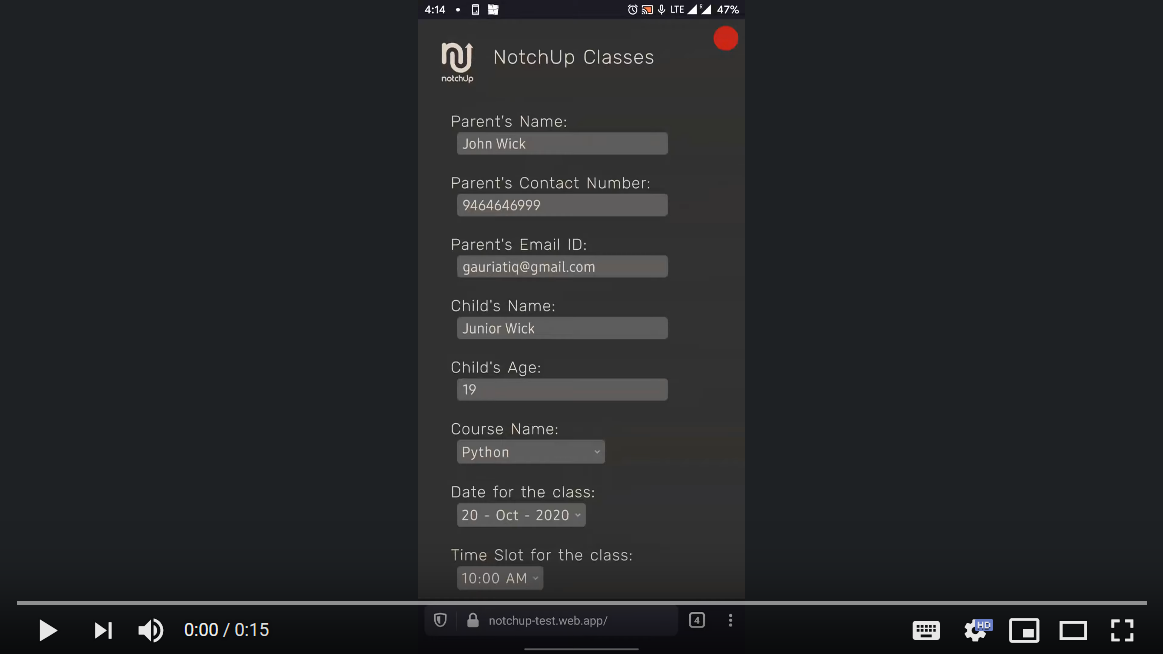 4:14
LTE
47%
notchUp
NotchUp Classes
Parent's Name:
John Wick
Parent's Contact Number:
9464646999
Parent's Email ID:
gauriatiq@gmail.com
Child's Name:
Junior Wick
Child's Age:
19
Course Name:
Python
Date for the class:
20 - Oct - 2020
Time Slot for the class:
10:00 AM
notchup-test.web.app/
4
0:00 / 0:15
HD